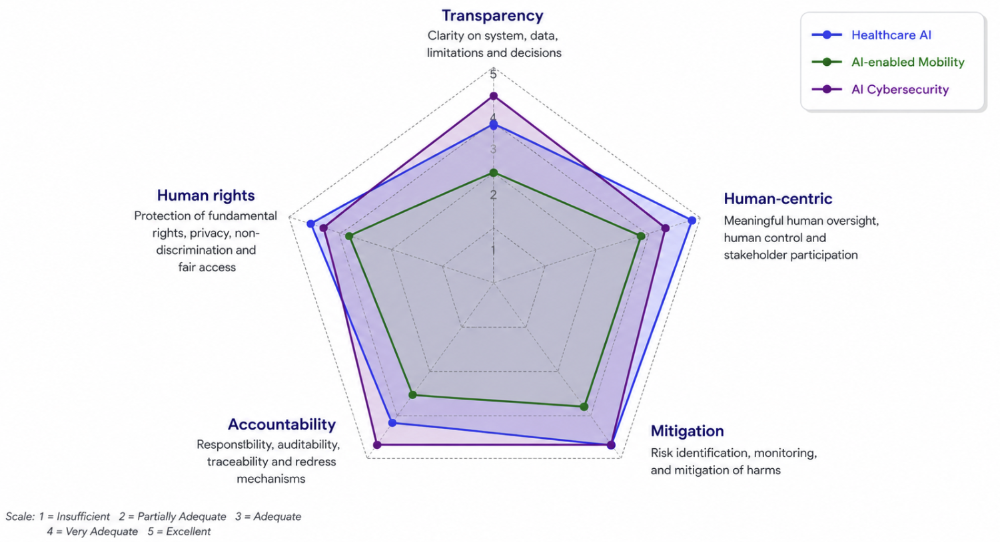 Transparency
Clarity on system, data,
limitations and decisions
Healthcare AI
AI-enabled Mobility
AI Cybersecurity
5
4
3
2
1
Human rights
Protection of fundamental
rights, privacy, non-
discrimination and
fair access
Human-centric
Meaningful human oversight,
human control and
stakeholder participation
Accountability
Responstbility, auditability,
traceability and redress
mechanisms
Mitigation
Risk identification, monitoring,
and mitigation of harms
Scale: 1 = Insufficient 2 = Partially Adequate 3 = Adequate
4 = Very Adequate 5 = Excellent